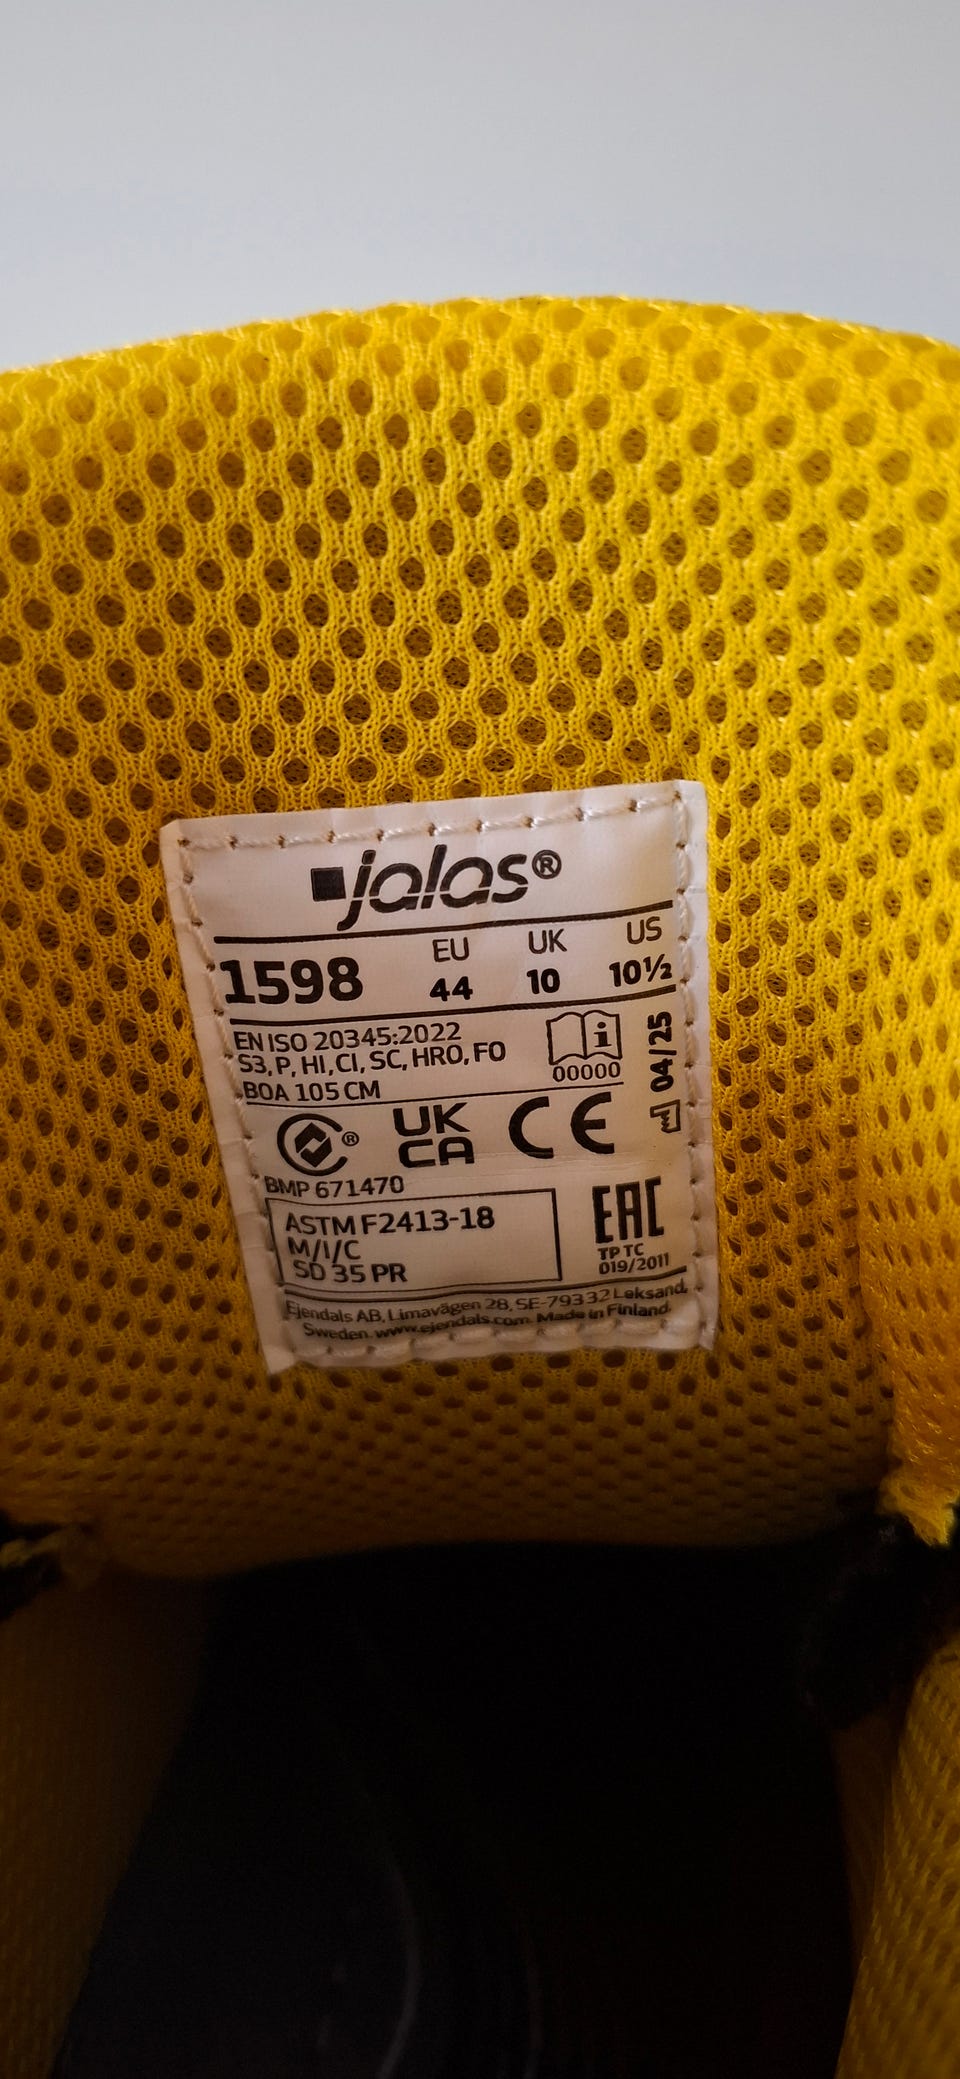 jalas®
1598 EU 44 UK 10 US 10½
EN ISO 20345:2022
S3, P, HI, CI, SC, HRO, FO
BOA 105 CM
00000
04/25
®
UK
CA
CE
BMP 671470
ASTM F2413-18
M/I/C
SD 35 PR
EAC
TP TC
019/2011
Ejendals AB, Limavägen 28, SE-793 32 Leksand,
Sweden. www.ejendals.com. Made in Finland.